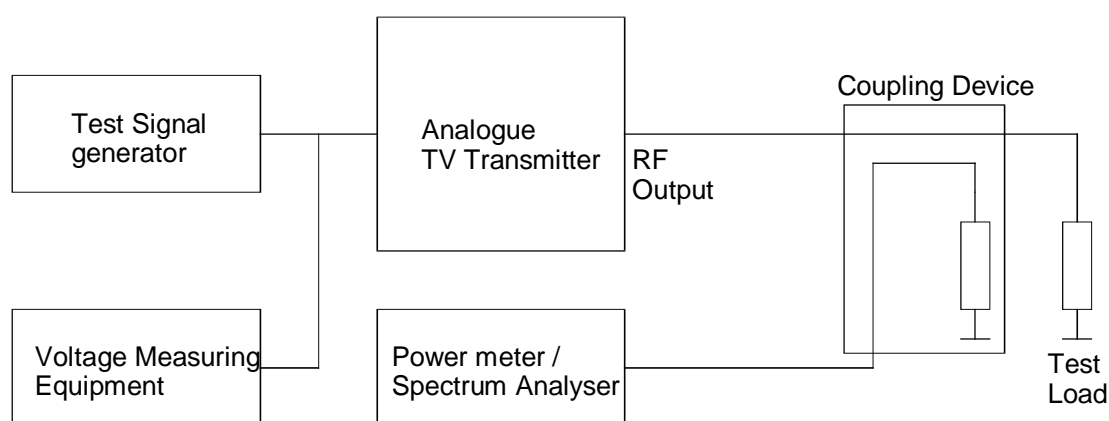 Test Signal
generator
Analogue
TV Transmitter
RF
Output
Coupling Device
Voltage Measuring
Equipment
Power meter /
Spectrum Analyser
Test
Load